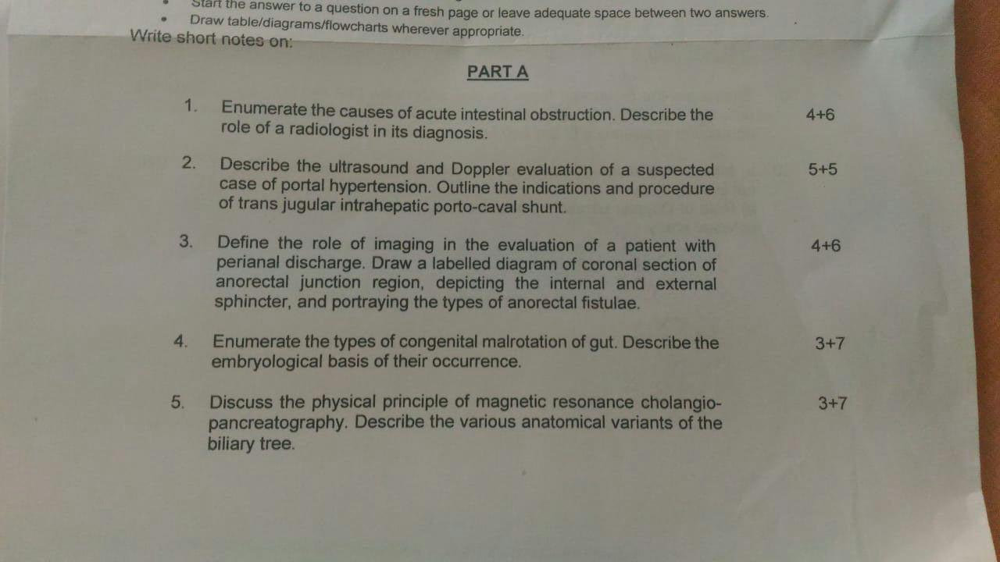 • Start the answer to a question on a fresh page or leave adequate space between two answers.
• Draw table/diagrams/flowcharts wherever appropriate.
Write short notes on:
PART A
1. Enumerate the causes of acute intestinal obstruction. Describe the 4+6
role of a radiologist in its diagnosis.
2. Describe the ultrasound and Doppler evaluation of a suspected 5+5
case of portal hypertension. Outline the indications and procedure
of trans jugular intrahepatic porto-caval shunt.
3. Define the role of imaging in the evaluation of a patient with 4+6
perianal discharge. Draw a labelled diagram of coronal section of
anorectal junction region, depicting the internal and external
sphincter, and portraying the types of anorectal fistulae.
4. Enumerate the types of congenital malrotation of gut. Describe the 3+7
embryological basis of their occurrence.
5. Discuss the physical principle of magnetic resonance cholangio- 3+7
pancreatography. Describe the various anatomical variants of the
biliary tree.